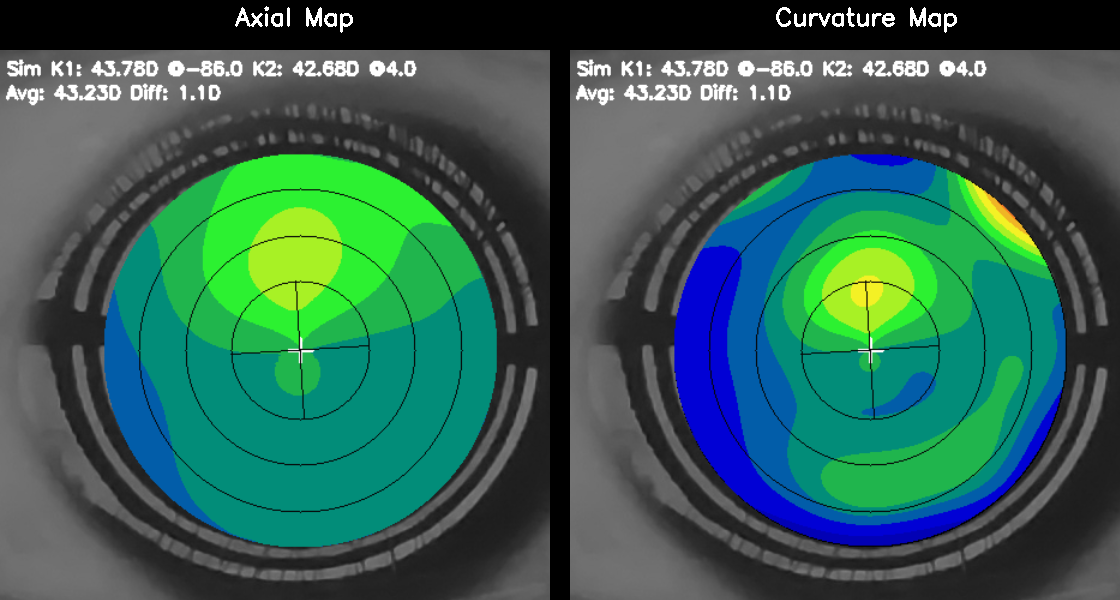 Axial Map
Curvature Map
Sim K1: 43.78D @-86.0 K2: 42.68D @4.0
Avg: 43.23D Diff: 1.1D
Sim K1: 43.78D @-86.0 K2: 42.68D @4.0
Avg: 43.23D Diff: 1.1D